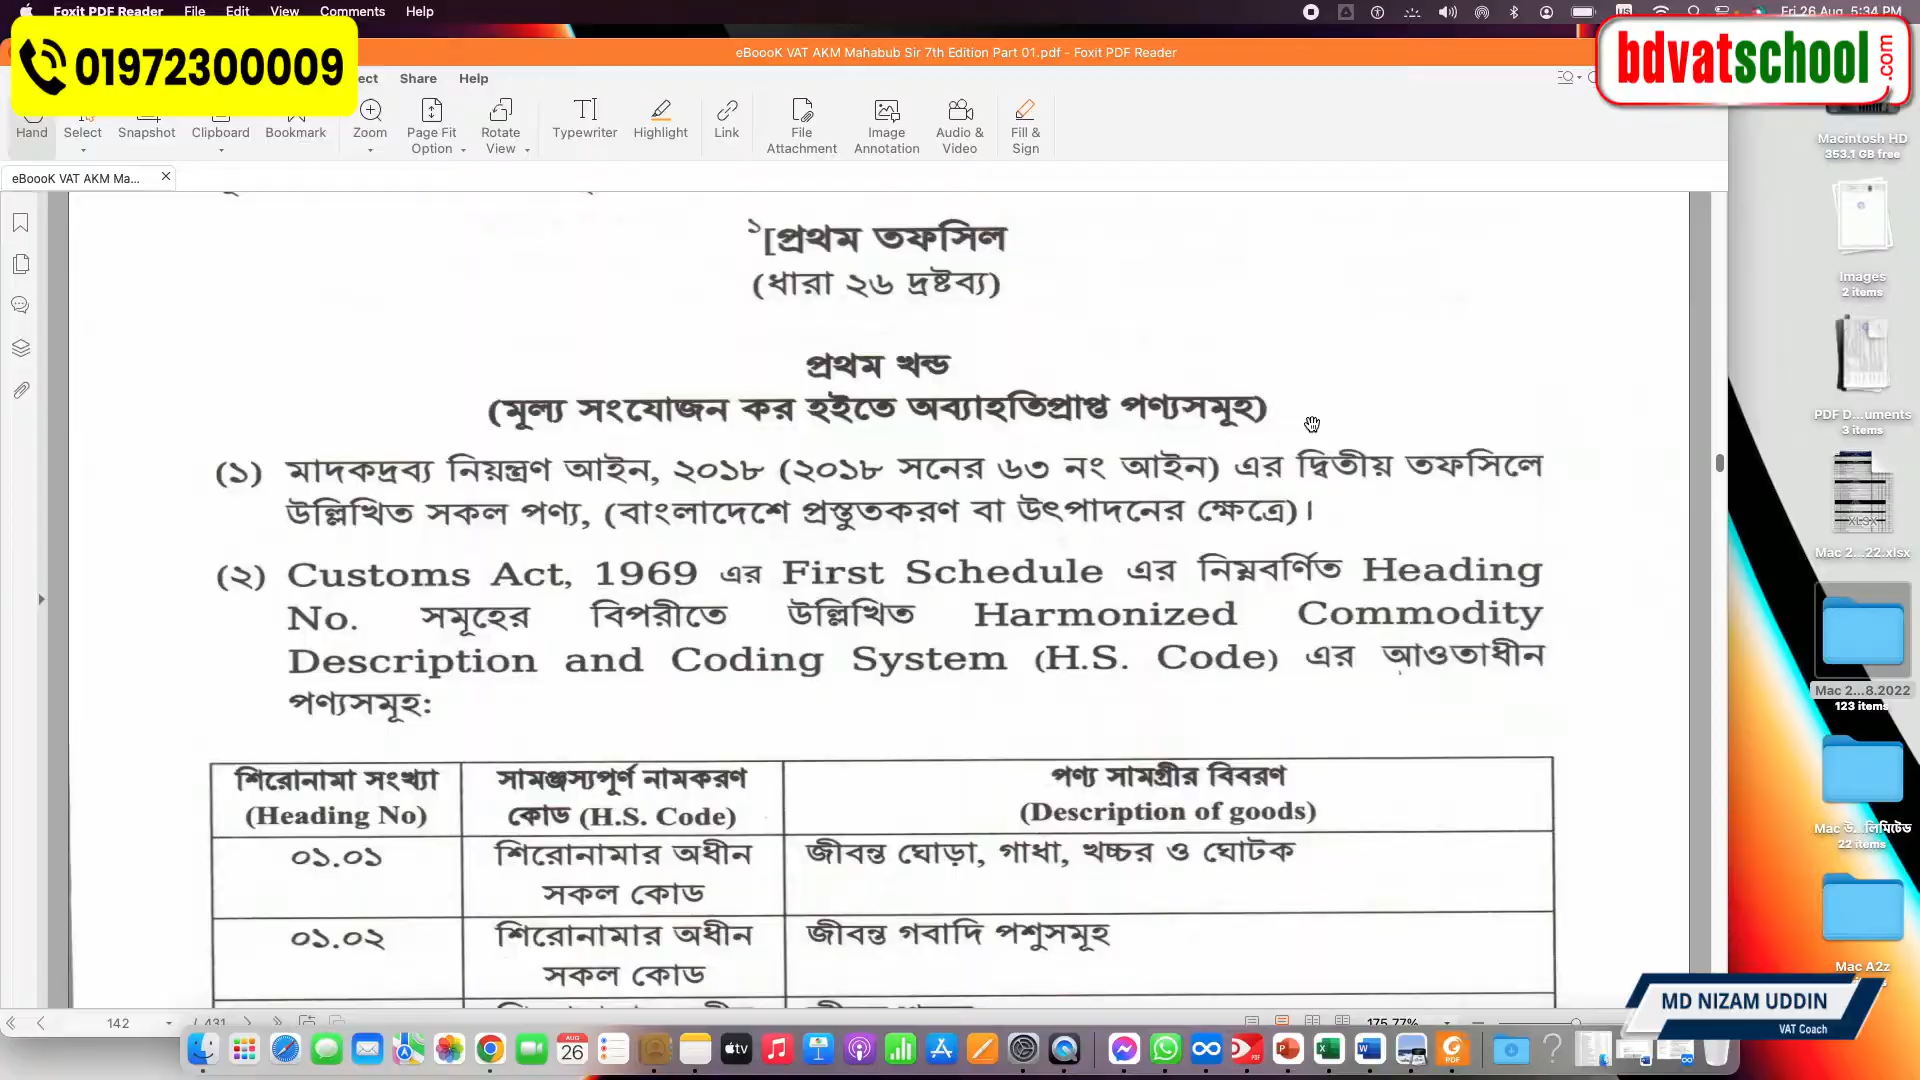 Foxit PDF Reader File Edit View Comments Help
Fri 26 Aug 5:34 PM
01972300009
eBoooK VAT AKM Mahabub Sir 7th Edition Part 01.pdf - Foxit PDF Reader
bdvatschool.com
ect Share Help
Hand Select Snapshot Clipboard Bookmark Zoom Page Fit Option Rotate View Typewriter Highlight Link File Attachment Image Annotation Audio & Video Fill & Sign
eBoooK VAT AKM Ma...
১[প্রথম তফসিল
(ধারা ২৬ দ্রষ্টব্য)
প্রথম খন্ড
(মূল্য সংযোজন কর হইতে অব্যাহতিপ্রাপ্ত পণ্যসমূহ)
(১) মাদকদ্রব্য নিয়ন্ত্রণ আইন, ২০১৮ (২০১৮ সনের ৬৩ নং আইন) এর দ্বিতীয় তফসিলে
উল্লিখিত সকল পণ্য, (বাংলাদেশে প্রস্তুতকরণ বা উৎপাদনের ক্ষেত্রে)।
(২) Customs Act, 1969 এর First Schedule এর নিম্নবর্ণিত Heading
No. সমূহের বিপরীতে উল্লিখিত Harmonized Commodity
Description and Coding System (H.S. Code) এর আওতাধীন
পণ্যসমূহ:
শিরোনামা সংখ্যা
(Heading No)
সামঞ্জস্যপূর্ণ নামকরণ
কোড (H.S. Code)
পণ্য সামগ্রীর বিবরণ
(Description of goods)
০১.০১
শিরোনামার অধীন
সকল কোড
জীবন্ত ঘোড়া, গাধা, খচ্চর ও ঘোটক
০১.০২
শিরোনামার অধীন
সকল কোড
জীবন্ত গবাদি পশুসমূহ
142 / 431
175.77%
Macintosh HD
353.1 GB free
Images
2 items
PDF D...uments
3 items
XLSX
Mac 2...22.xlsx
Mac 2...8.2022
123 items
Mac উ...লিমিটেড
22 items
Mac A2z
MD NIZAM UDDIN
VAT Coach
AUG
26
tv